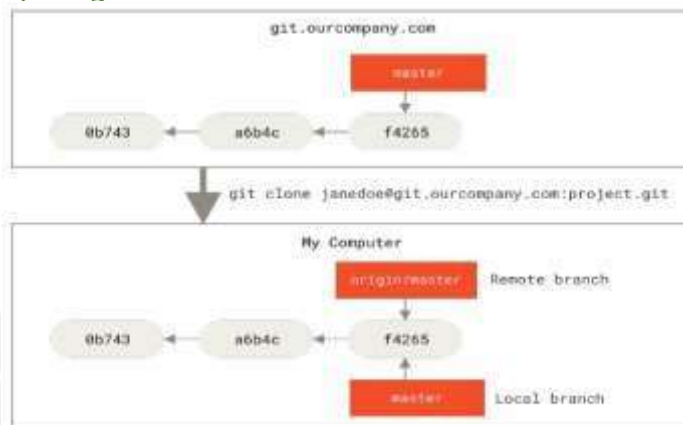 git.ourcompany.com
master
0b743 a6b4c f4265
git clone janedoe@git.ourcompany.com:project.git
My Computer
origin/master Remote branch
0b743 a6b4c f4265
master Local branch